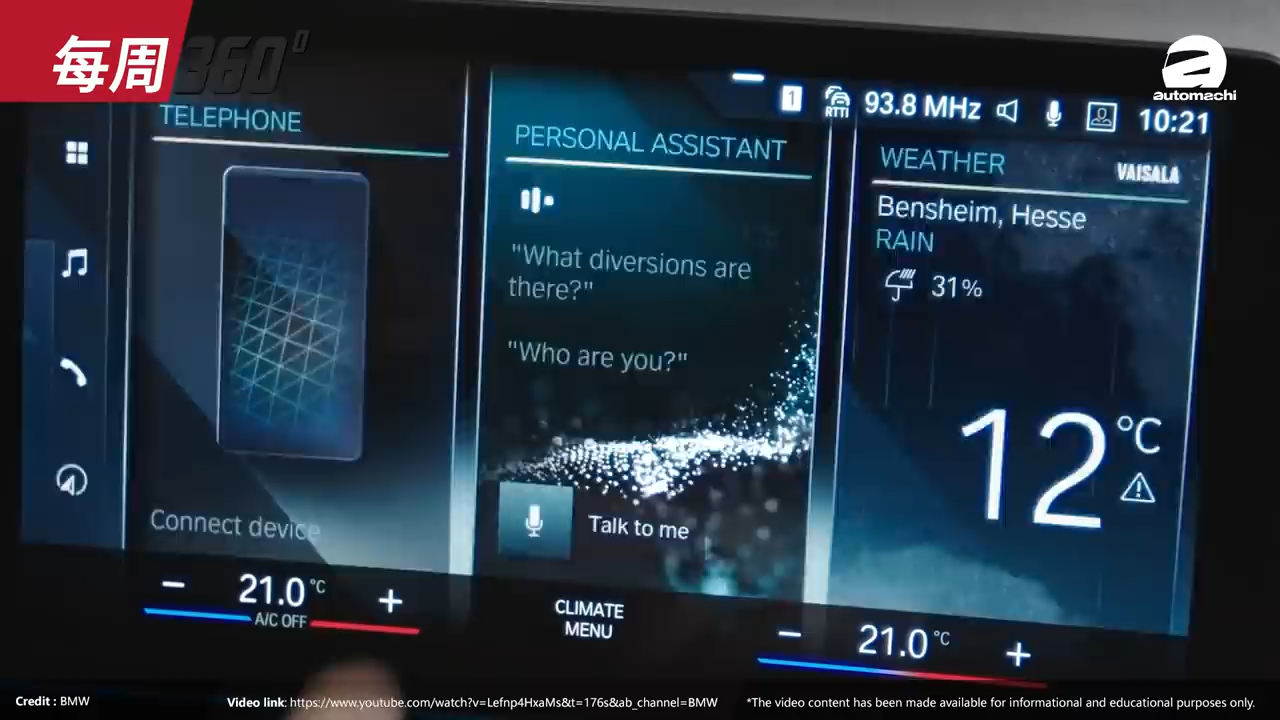 每周360°
automachi
1
RTTI
93.8 MHz
10:21
TELEPHONE
Connect device
PERSONAL ASSISTANT
"What diversions are
there?"
"Who are you?"
Talk to me
WEATHER
VAISALA
Bensheim, Hesse
RAIN
31%
12°C
21.0°C
A/C OFF
CLIMATE
MENU
21.0°C
Credit : BMW
Video link: https://www.youtube.com/watch?v=Lefnp4HxaMs&t=176s&ab_channel=BMW
*The video content has been made available for informational and educational purposes only.